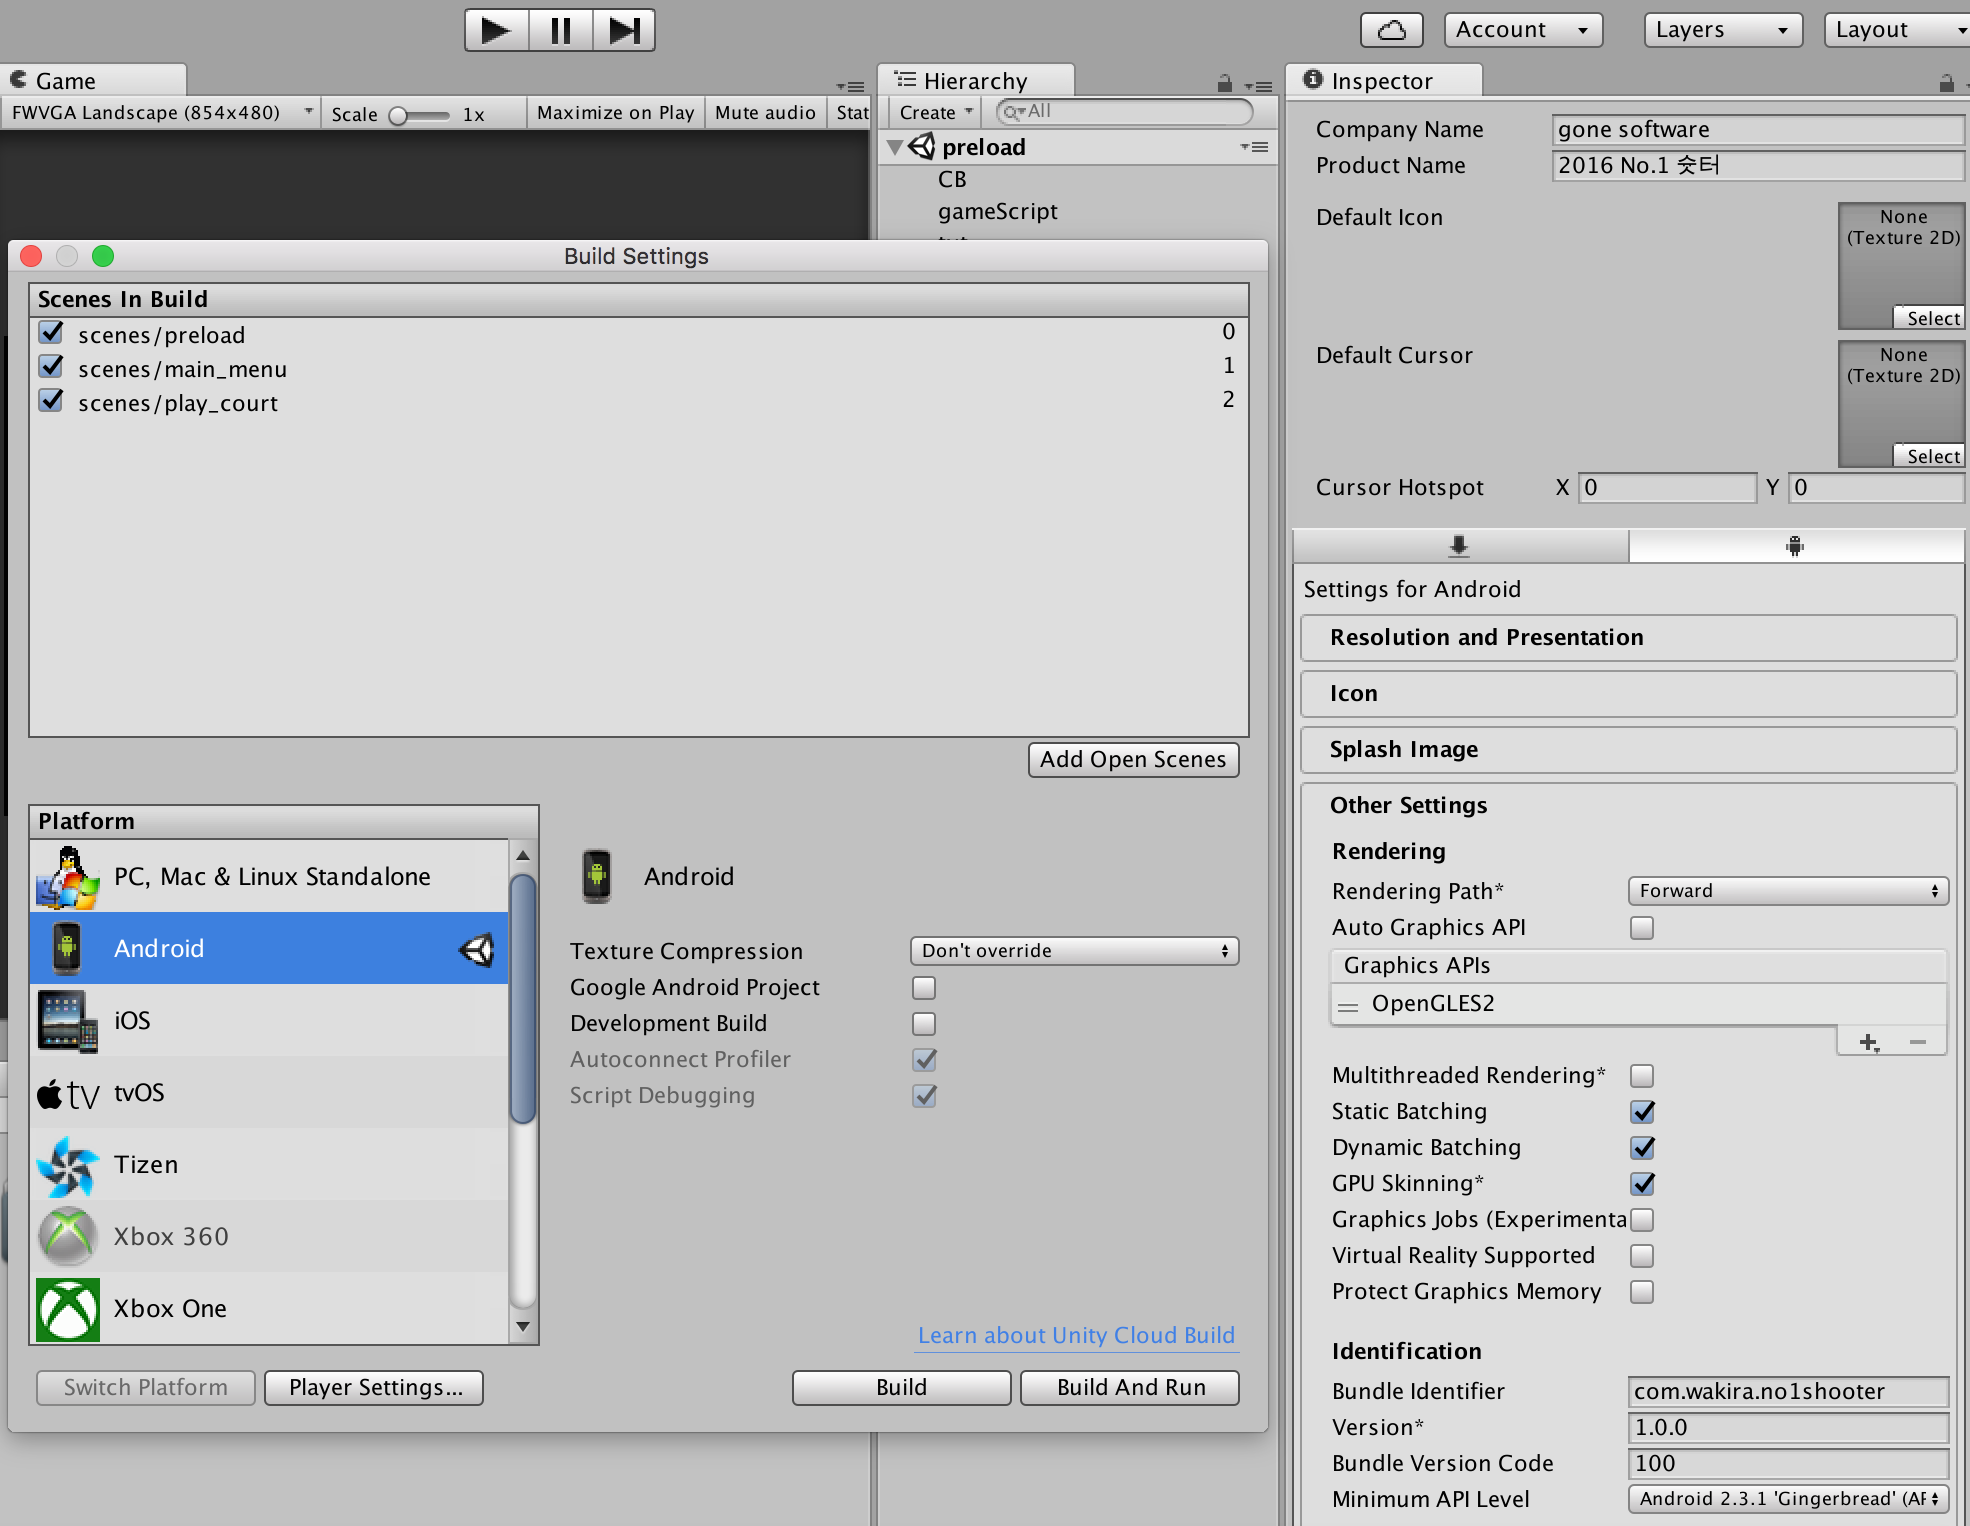 Account
Layers
Layout
Game
FWVGA Landscape (854x480)
Scale
1x
Maximize on Play
Mute audio
Stat
Hierarchy
Create
All
preload
CB
gameScript
Build Settings
Scenes In Build
scenes/preload 0
scenes/main_menu 1
scenes/play_court 2
Add Open Scenes
Platform
PC, Mac & Linux Standalone
Android
iOS
tvOS
Tizen
Xbox 360
Xbox One
Android
Texture Compression Don't override
Google Android Project
Development Build
Autoconnect Profiler
Script Debugging
Learn about Unity Cloud Build
Switch Platform
Player Settings...
Build
Build And Run
Inspector
Company Name gone software
Product Name 2016 No.1 슛터
Default Icon
None
(Texture 2D)
Select
Default Cursor
None
(Texture 2D)
Select
Cursor Hotspot X 0 Y 0
Settings for Android
Resolution and Presentation
Icon
Splash Image
Other Settings
Rendering
Rendering Path* Forward
Auto Graphics API
Graphics APIs
OpenGLES2
Multithreaded Rendering*
Static Batching
Dynamic Batching
GPU Skinning*
Graphics Jobs (Experimenta
Virtual Reality Supported
Protect Graphics Memory
Identification
Bundle Identifier com.wakira.no1shooter
Version* 1.0.0
Bundle Version Code 100
Minimum API Level Android 2.3.1 'Gingerbread' (AF